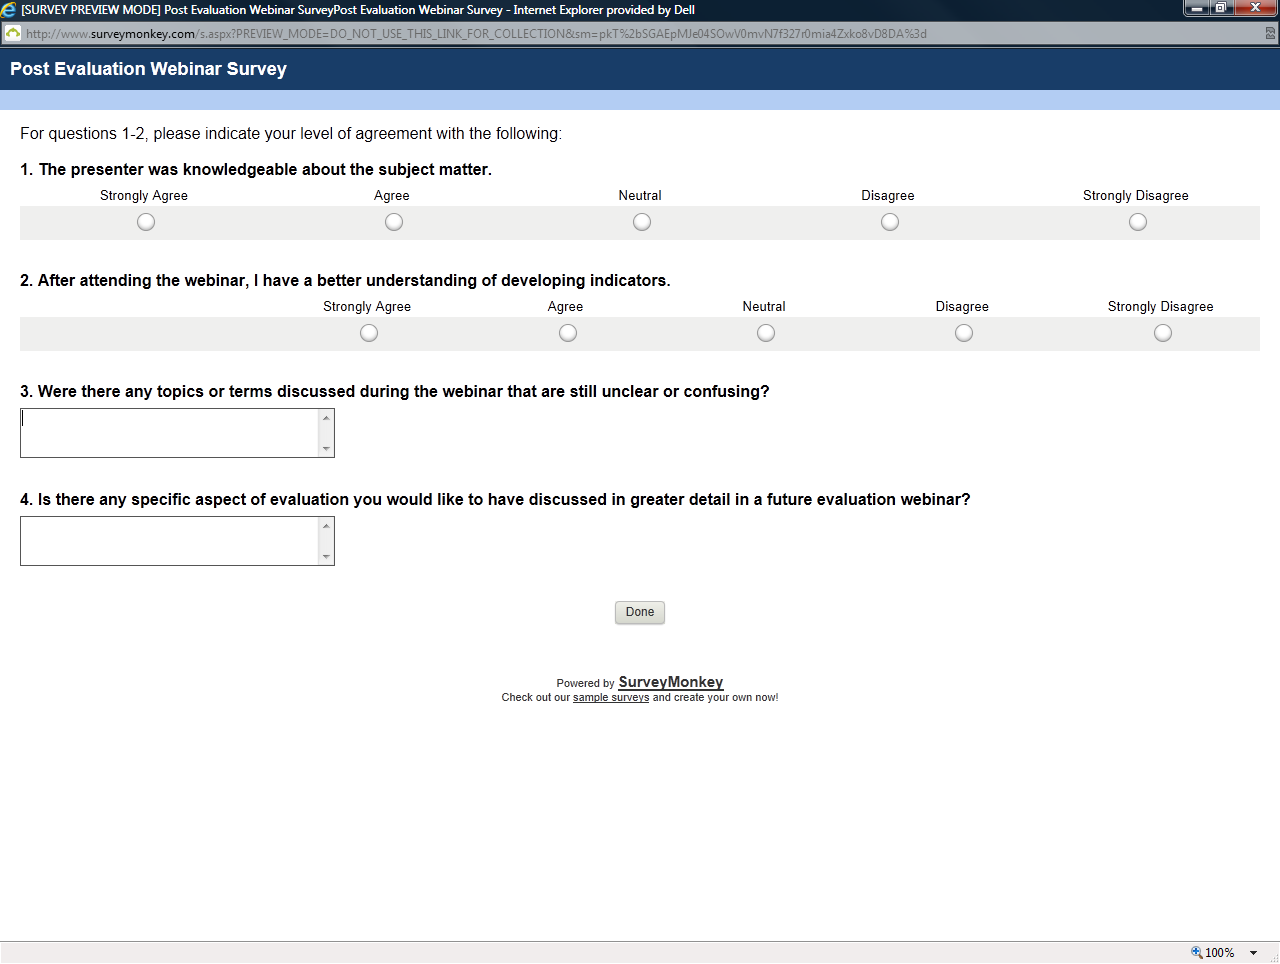 [SURVEY PREVIEW MODE] Post Evaluation Webinar SurveyPost Evaluation Webinar Survey - Internet Explorer provided by Dell
http://www.surveymonkey.com/s.aspx?PREVIEW_MODE=DO_NOT_USE_THIS_LINK_FOR_COLLECTION&sm=pkT%2bSGAEpMJe04SOwV0mvN7f327r0mia4Zxko8vD8DA%3d
Post Evaluation Webinar Survey
For questions 1-2, please indicate your level of agreement with the following:
1. The presenter was knowledgeable about the subject matter.
Strongly Agree Agree Neutral Disagree Strongly Disagree
2. After attending the webinar, I have a better understanding of developing indicators.
Strongly Agree Agree Neutral Disagree Strongly Disagree
3. Were there any topics or terms discussed during the webinar that are still unclear or confusing?
4. Is there any specific aspect of evaluation you would like to have discussed in greater detail in a future evaluation webinar?
Done
Powered by SurveyMonkey
Check out our sample surveys and create your own now!
100%